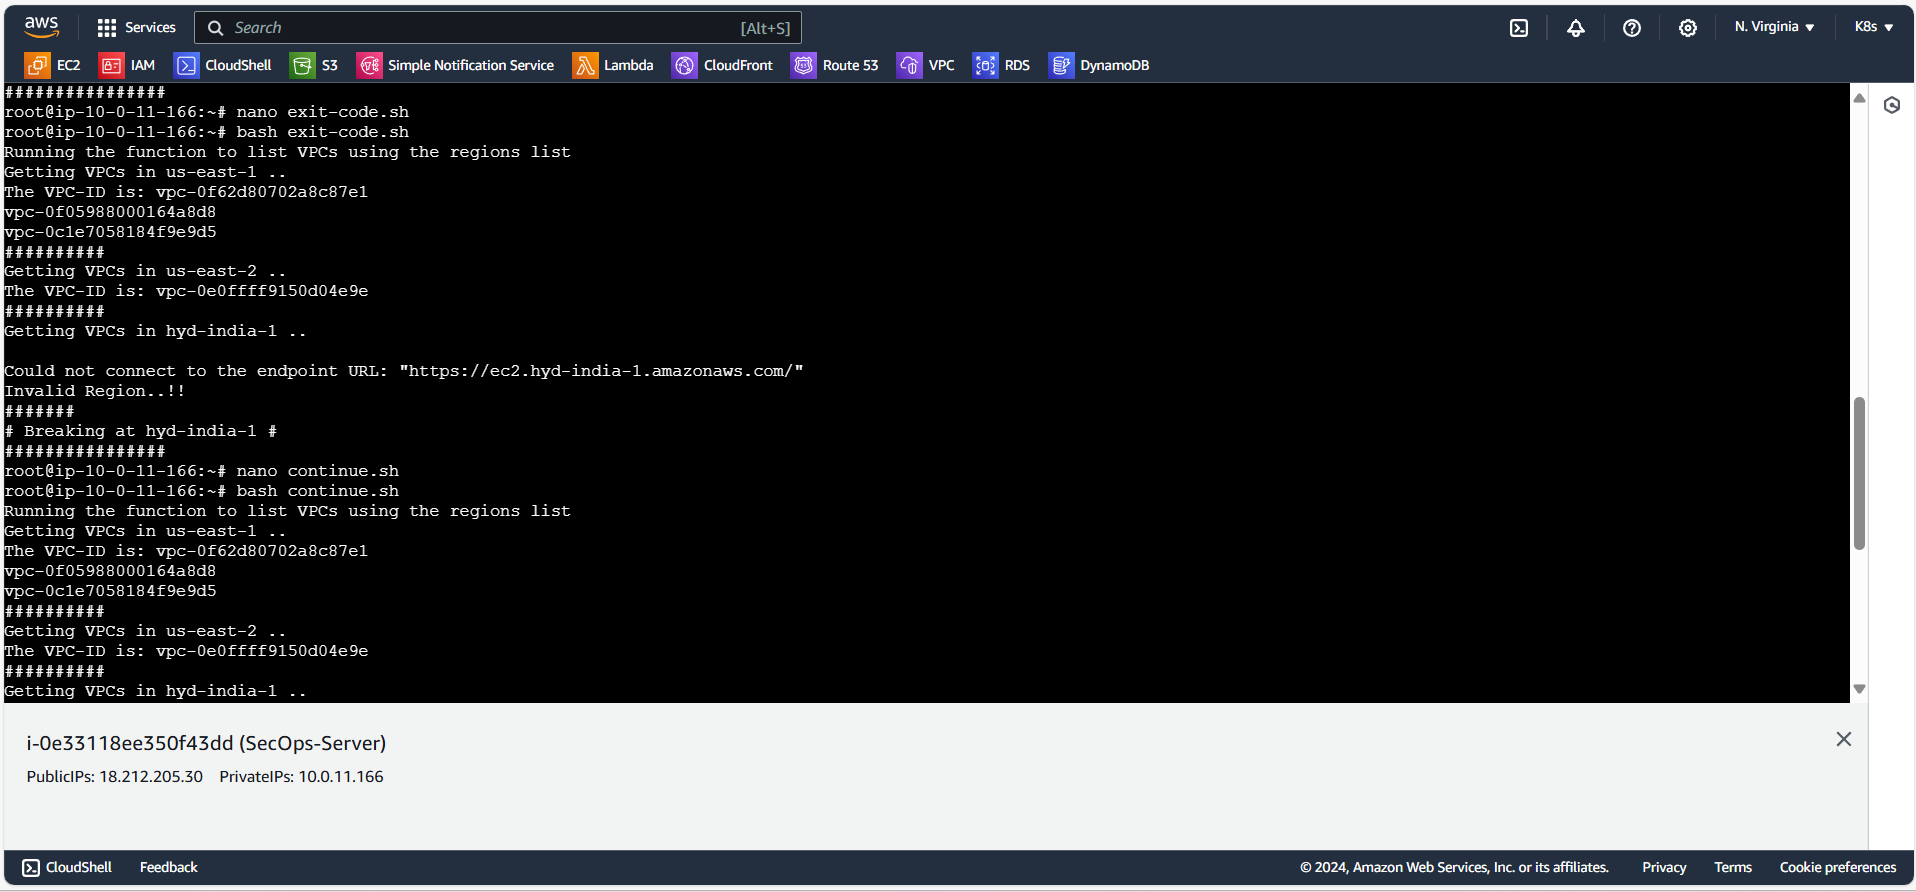 aws Services Search [Alt+S] N. Virginia K8s
EC2 IAM CloudShell S3 Simple Notification Service Lambda CloudFront Route 53 VPC RDS DynamoDB
################
root@ip-10-0-11-166:~# nano exit-code.sh
root@ip-10-0-11-166:~# bash exit-code.sh
Running the function to list VPCs using the regions list
Getting VPCs in us-east-1 ..
The VPC-ID is: vpc-0f62d80702a8c87e1
vpc-0f05988000164a8d8
vpc-0c1e7058184f9e9d5
##########
Getting VPCs in us-east-2 ..
The VPC-ID is: vpc-0e0ffff9150d04e9e
##########
Getting VPCs in hyd-india-1 ..
Could not connect to the endpoint URL: "https://ec2.hyd-india-1.amazonaws.com/"
Invalid Region..!!
#######
# Breaking at hyd-india-1 #
################
root@ip-10-0-11-166:~# nano continue.sh
root@ip-10-0-11-166:~# bash continue.sh
Running the function to list VPCs using the regions list
Getting VPCs in us-east-1 ..
The VPC-ID is: vpc-0f62d80702a8c87e1
vpc-0f05988000164a8d8
vpc-0c1e7058184f9e9d5
##########
Getting VPCs in us-east-2 ..
The VPC-ID is: vpc-0e0ffff9150d04e9e
##########
Getting VPCs in hyd-india-1 ..
i-0e33118ee350f43dd (SecOps-Server)
PublicIPs: 18.212.205.30 PrivateIPs: 10.0.11.166
CloudShell Feedback © 2024, Amazon Web Services, Inc. or its affiliates. Privacy Terms Cookie preferences